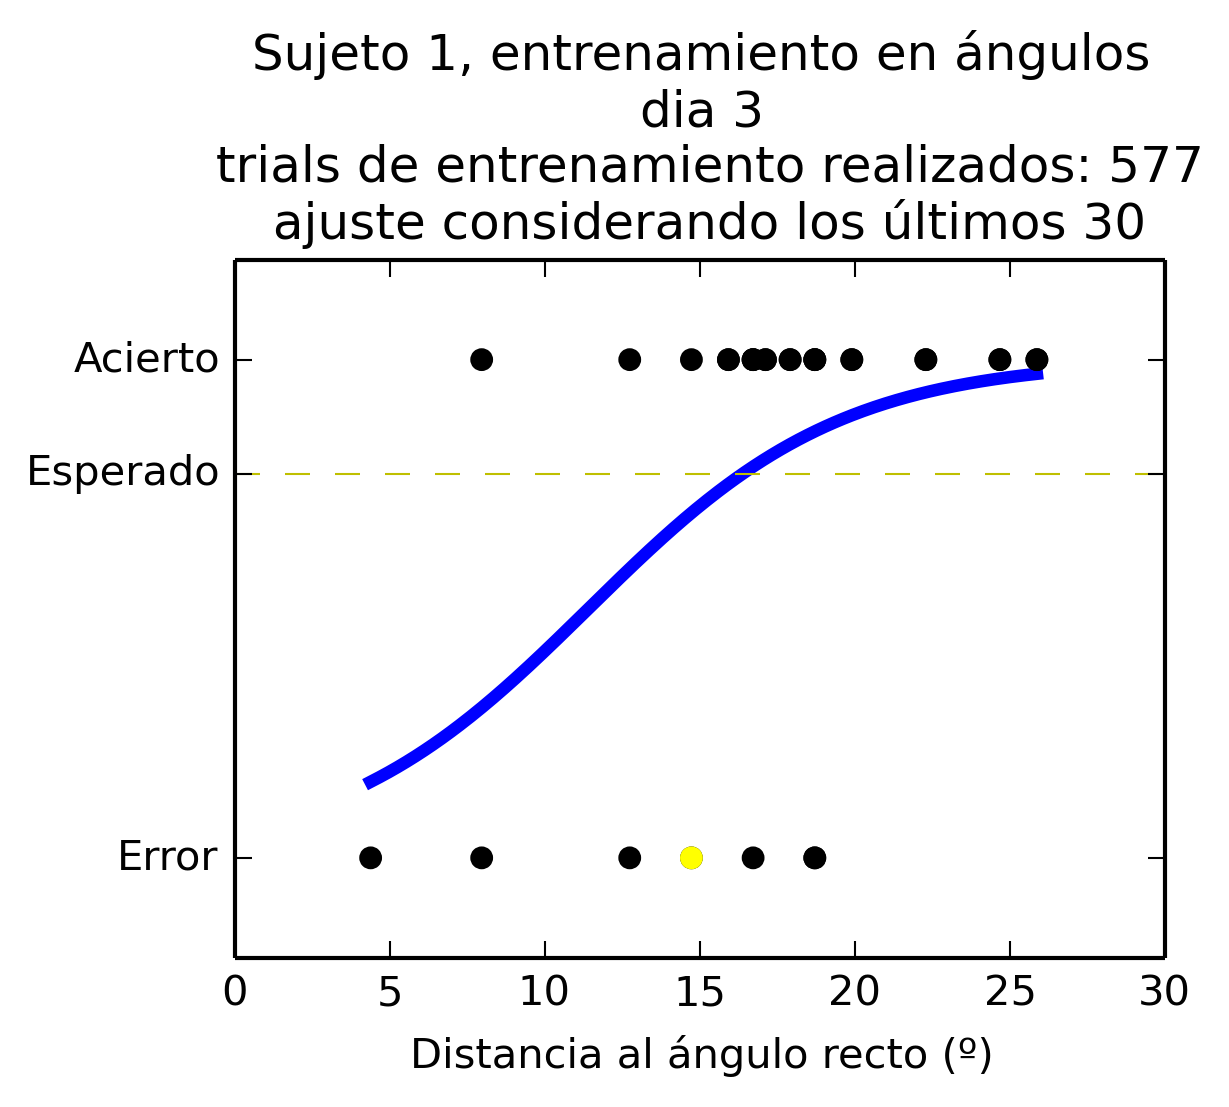 Sujeto 1, entrenamiento en ángulos
dia 3
trials de entrenamiento realizados: 577
ajuste considerando los últimos 30
Acierto
Esperado
Error
0 5 10 15 20 25 30
Distancia al ángulo recto (º)